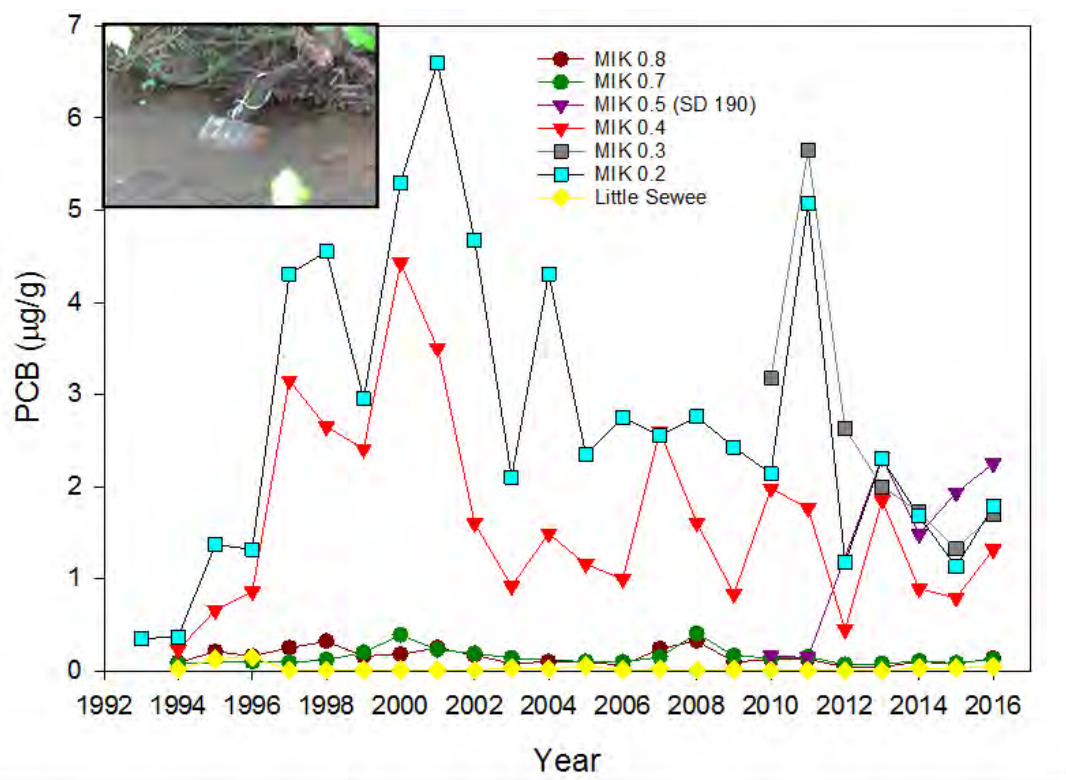 7
6
5
4
3
2
1
0
PCB (µg/g)
MIK 0.8
MIK 0.7
MIK 0.5 (SD 190)
MIK 0.4
MIK 0.3
MIK 0.2
Little Sewee
1992 1994 1996 1998 2000 2002 2004 2006 2008 2010 2012 2014 2016
Year